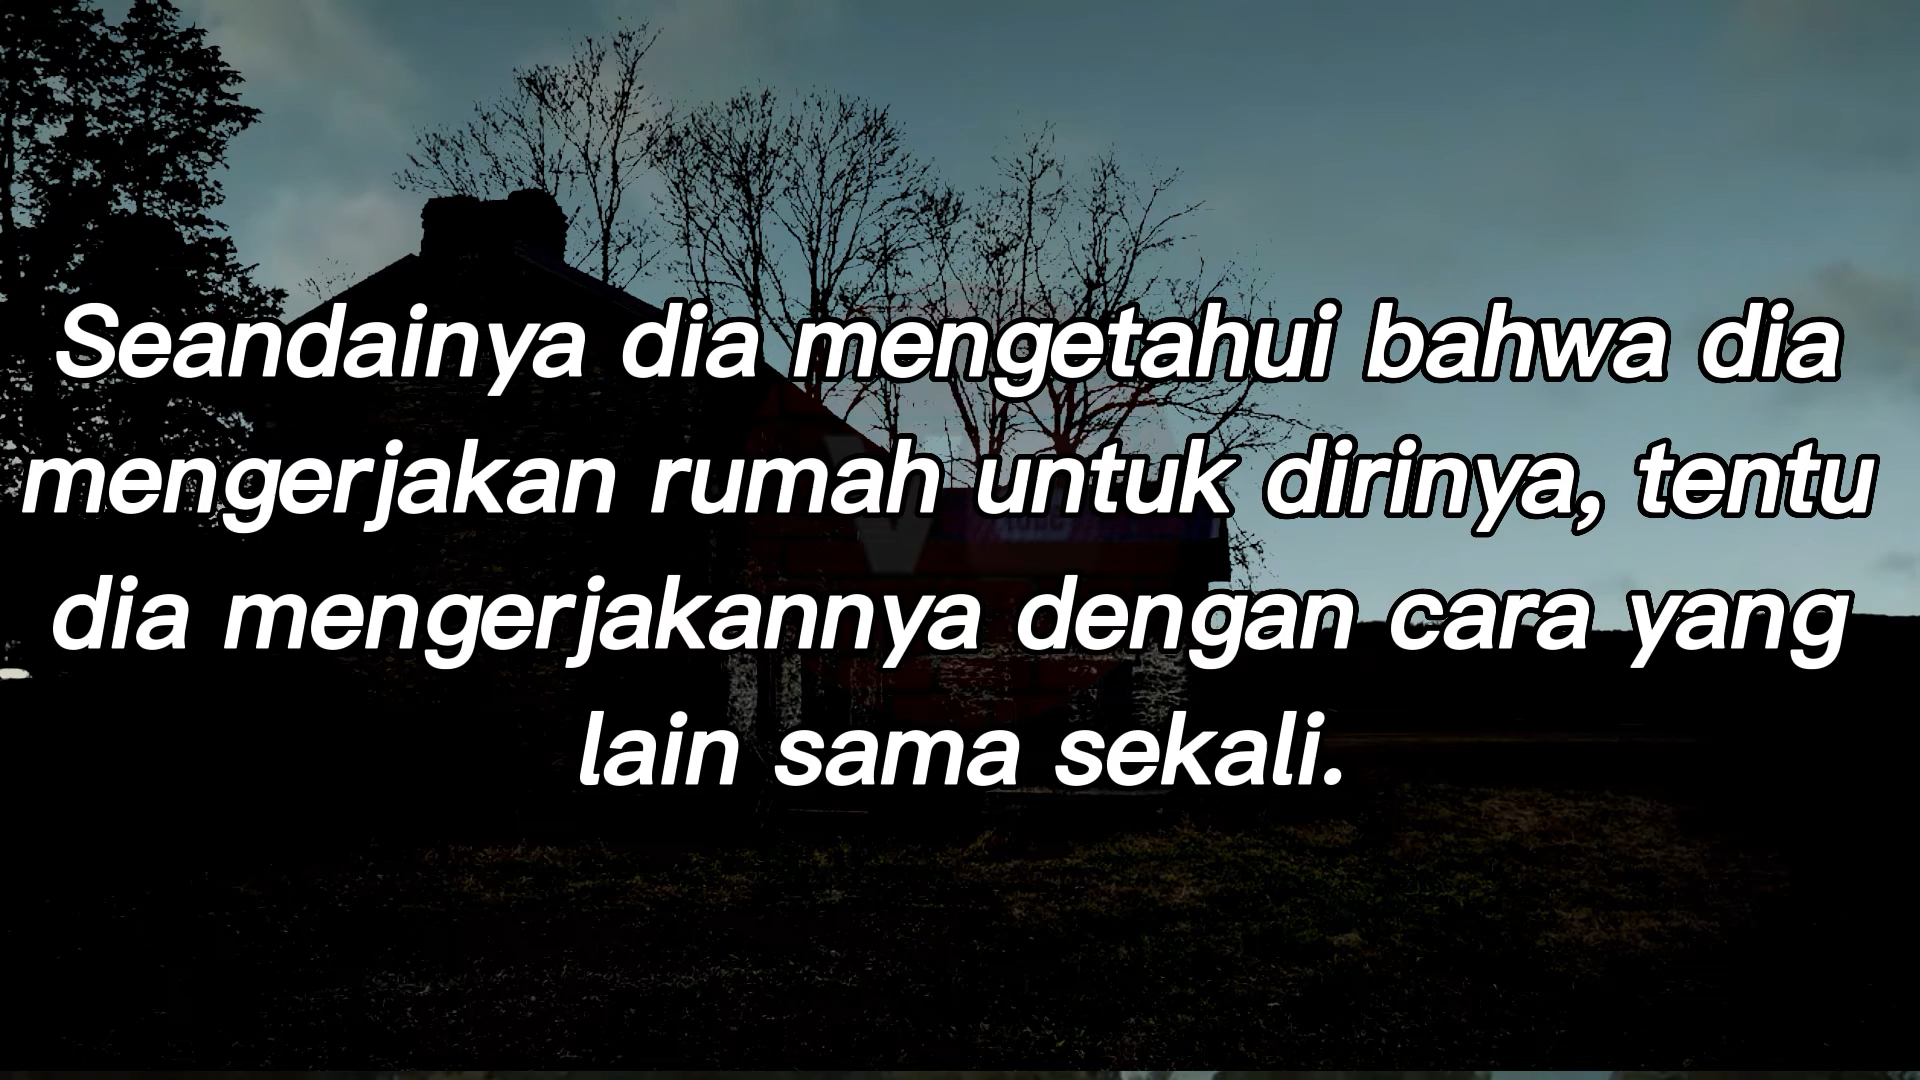 Seandainya dia mengetahui bahwa dia
mengerjakan rumah untuk dirinya, tentu
dia mengerjakannya dengan cara yang
lain sama sekali.